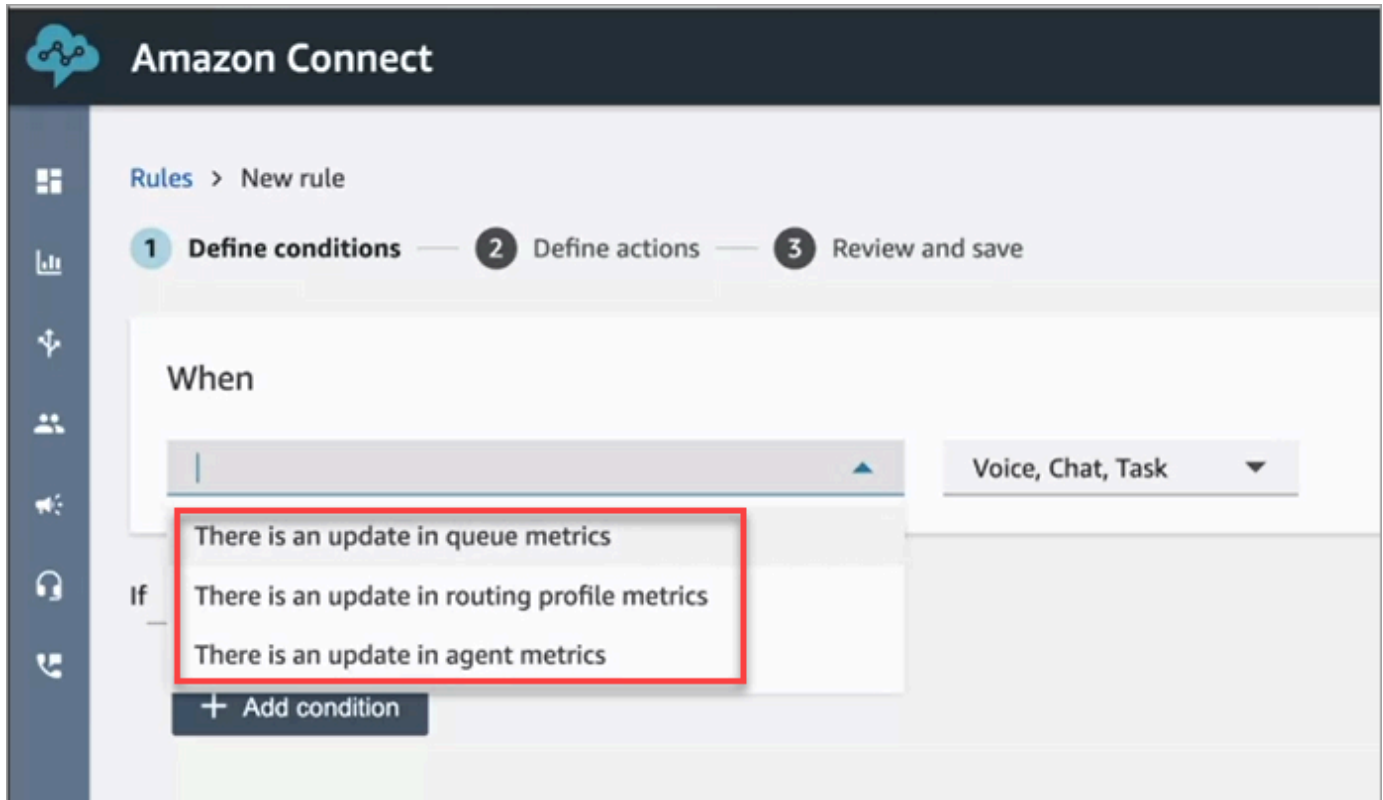 Amazon Connect
Rules > New rule
1 Define conditions 2 Define actions 3 Review and save
When
Voice, Chat, Task
There is an update in queue metrics
If There is an update in routing profile metrics
There is an update in agent metrics
+ Add condition